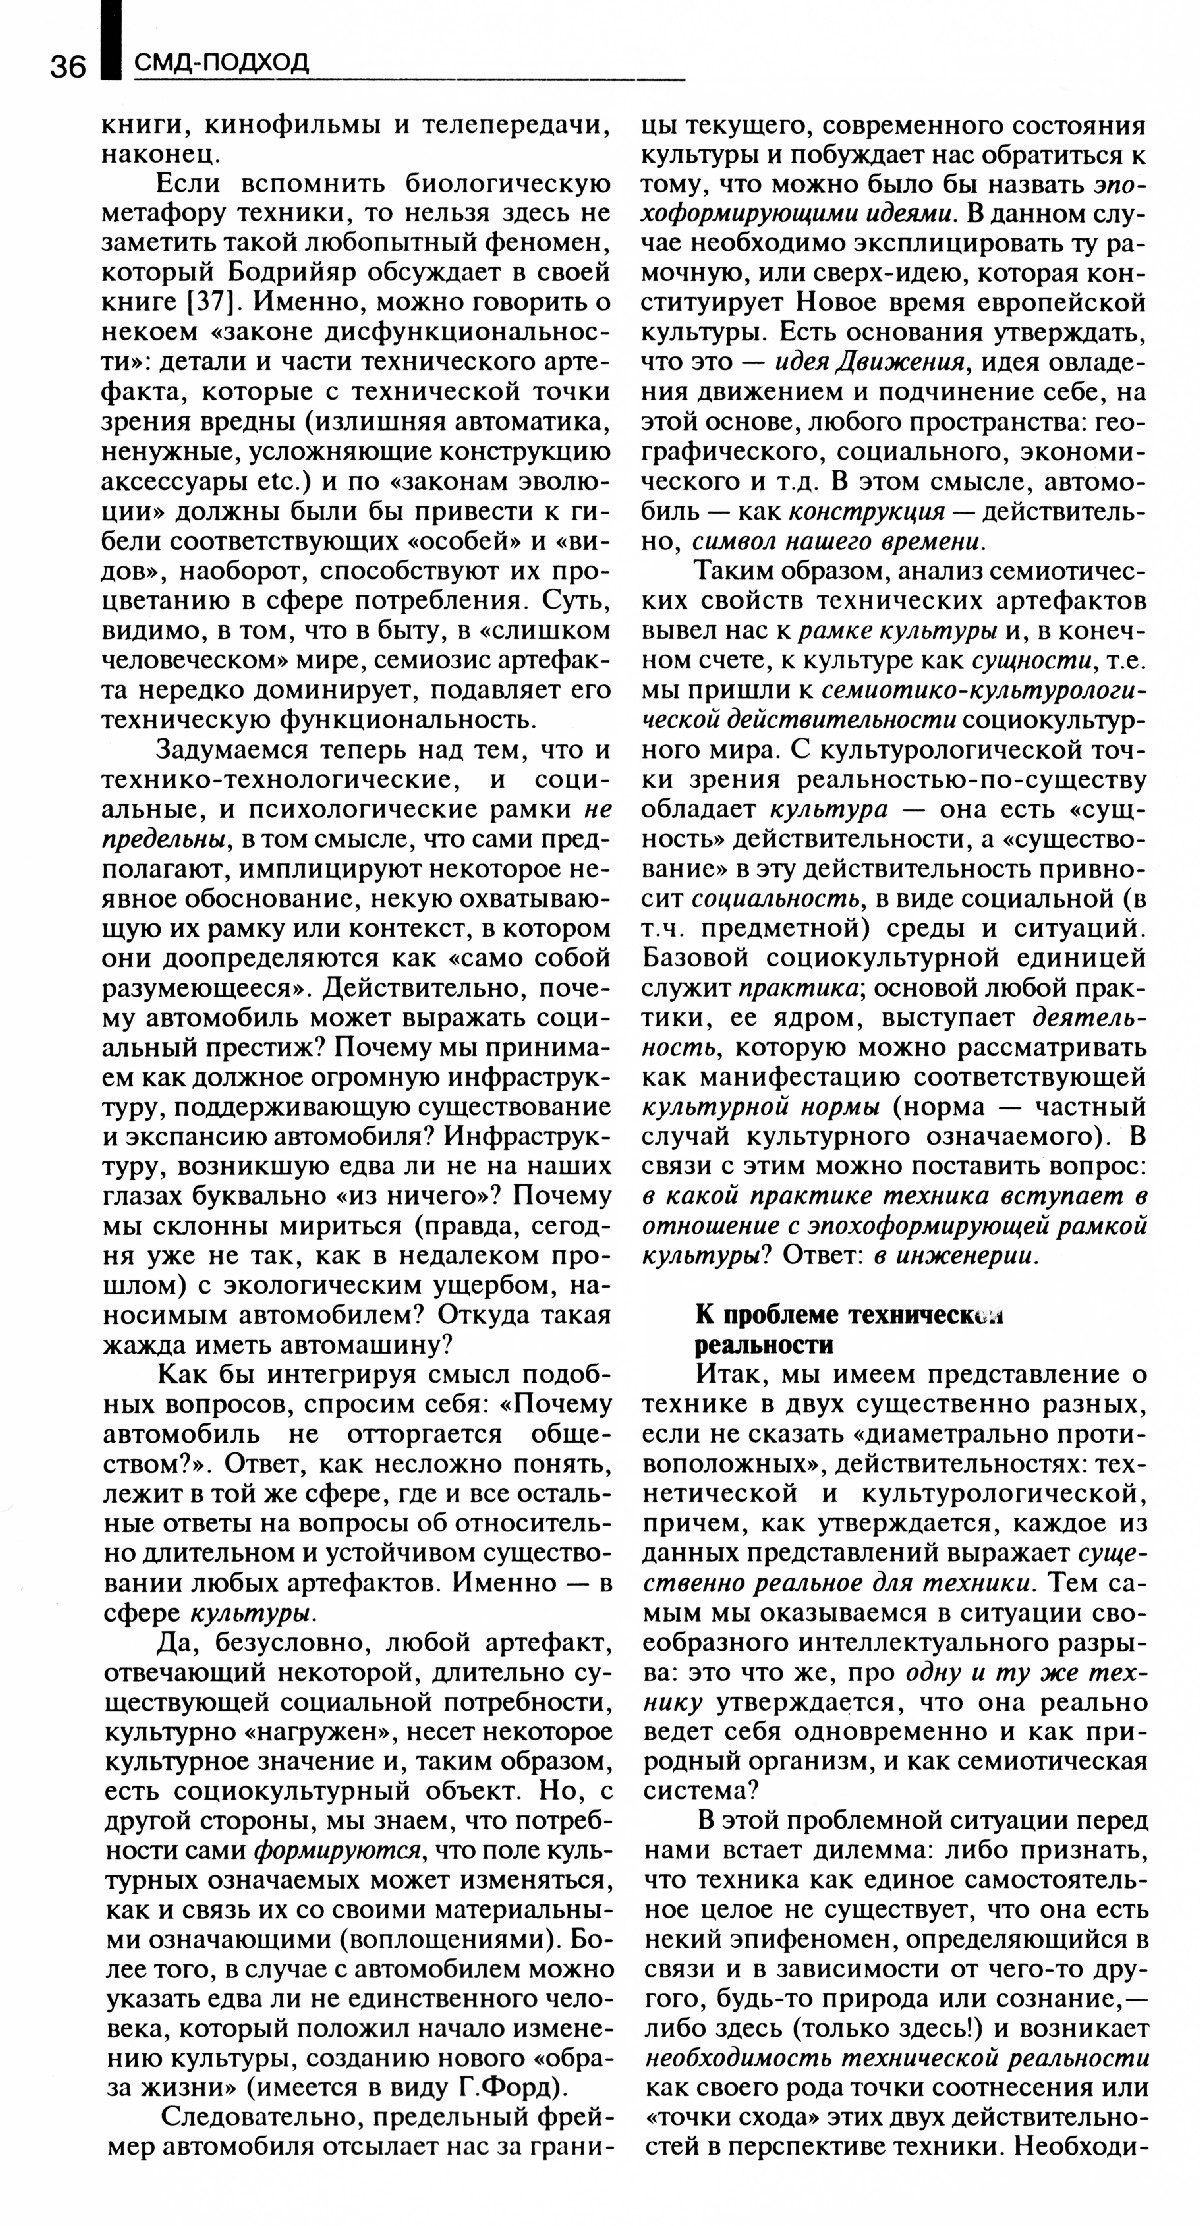 36
СМД-ПОДХОД
книги, кинофильмы и телепередачи,
наконец.
Если вспомнить биологическую
метафору техники, то нельзя здесь не
заметить такой любопытный феномен,
который Бодрийяр обсуждает в своей
книге [37]. Именно, можно говорить о
некоем «законе дисфункциональнос-
ти»: детали и части технического арте-
факта, которые с технической точки
зрения вредны (излишняя автоматика,
ненужные, усложняющие конструкцию
аксессуары etc.) и по «законам эволю-
ции» должны были бы привести к ги-
бели соответствующих «особей» и «ви-
дов», наоборот, способствуют их про-
цветанию в сфере потребления. Суть,
видимо, в том, что в быту, в «слишком
человеческом» мире, семиозис артефак-
та нередко доминирует, подавляет его
техническую функциональность.
Задумаемся теперь над тем, что и
технико-технологические, и соци-
альные, и психологические рамки не
предельны, в том смысле, что сами пред-
полагают, имплицируют некоторое не-
явное обоснование, некую охватываю-
щую их рамку или контекст, в котором
они доопределяются как «само собой
разумеющееся». Действительно, поче-
му автомобиль может выражать соци-
альный престиж? Почему мы принима-
ем как должное огромную инфраструк-
туру, поддерживающую существование
и экспансию автомобиля? Инфраструк-
туру, возникшую едва ли не на наших
глазах буквально «из ничего»? Почему
мы склонны мириться (правда, сегод-
ня уже не так, как в недалеком про-
шлом) с экологическим ущербом, на-
носимым автомобилем? Откуда такая
жажда иметь автомашину?
Как бы интегрируя смысл подоб-
ных вопросов, спросим себя: «Почему
автомобиль не отторгается обще-
ством?». Ответ, как несложно понять,
лежит в той же сфере, где и все осталь-
ные ответы на вопросы об относитель-
но длительном и устойчивом существо-
вании любых артефактов. Именно — в
сфере культуры.
Да, безусловно, любой артефакт,
отвечающий некоторой, длительно су-
ществующей социальной потребности,
культурно «нагружен», несет некоторое
культурное значение и, таким образом,
есть социокультурный объект. Но, с
другой стороны, мы знаем, что потреб-
ности сами формируются, что поле куль-
турных означаемых может изменяться,
как и связь их со своими материальны-
ми означающими (воплощениями). Бо-
лее того, в случае с автомобилем можно
указать едва ли не единственного чело-
века, который положил начало измене-
нию культуры, созданию нового «обра-
за жизни» (имеется в виду Г.Форд).
Следовательно, предельный фрей-
мер автомобиля отсылает нас за грани-
цы текущего, современного состояния
культуры и побуждает нас обратиться к
тому, что можно было бы назвать эпо-
хоформирующими идеями. В данном слу-
чае необходимо эксплицировать ту ра-
мочную, или сверх-идею, которая кон-
ституирует Новое время европейской
культуры. Есть основания утверждать,
что это — идея Движения, идея овладе-
ния движением и подчинение себе, на
этой основе, любого пространства: гео-
графического, социального, экономи-
ческого и т.д. В этом смысле, автомо-
биль — как конструкция — действитель-
но, символ нашего времени.
Таким образом, анализ семиотичес-
ких свойств технических артефактов
вывел нас к рамке культуры и, в конеч-
ном счете, к культуре как сущности, т.е.
мы пришли к семиотико-культурологи-
ческой действительности социокультур-
ного мира. С культурологической точ-
ки зрения реальностью-по-существу
обладает культура — она есть «сущ-
ность» действительности, а «существо-
вание» в эту действительность привно-
сит социальность, в виде социальной (в
т.ч. предметной) среды и ситуаций.
Базовой социокультурной единицей
служит практика; основой любой прак-
тики, ее ядром, выступает деятель-
ность, которую можно рассматривать
как манифестацию соответствующей
культурной нормы (норма — частный
случай культурного означаемого). В
связи с этим можно поставить вопрос:
в какой практике техника вступает в
отношение с эпохоформирующей рамкой
культуры? Ответ: в инженерии.
К проблеме технической
реальности
Итак, мы имеем представление о
технике в двух существенно разных,
если не сказать «диаметрально проти-
воположных», действительностях: тех-
нетической и культурологической,
причем, как утверждается, каждое из
данных представлений выражает суще-
ственно реальное для техники. Тем са-
мым мы оказываемся в ситуации сво-
еобразного интеллектуального разры-
ва: это что же, про одну и ту же тех-
нику утверждается, что она реально
ведет себя одновременно и как при-
родный организм, и как семиотическая
система?
В этой проблемной ситуации перед
нами встает дилемма: либо признать,
что техника как единое самостоятель-
ное целое не существует, что она есть
некий эпифеномен, определяющийся в
связи и в зависимости от чего-то дру-
гого, будь-то природа или сознание,—
либо здесь (только здесь!) и возникает
необходимость технической реальности
как своего рода точки соотнесения или
«точки схода» этих двух действительно-
стей в перспективе техники. Необходи-